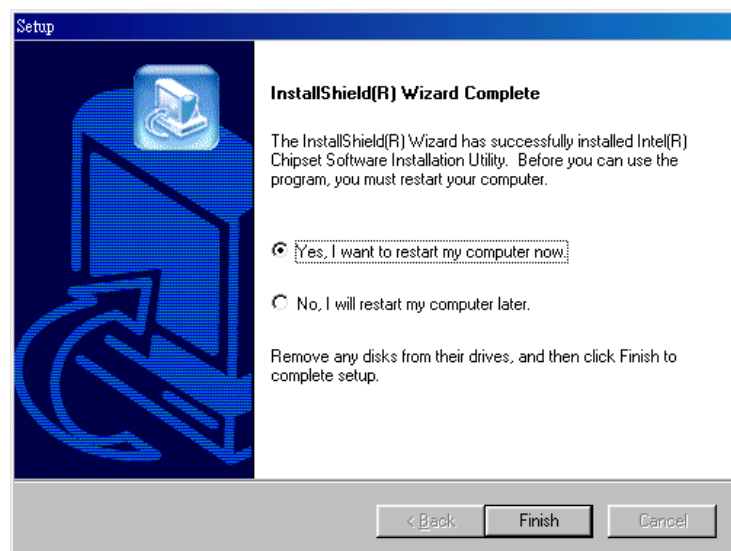 Setup
InstallShield(R) Wizard Complete
The InstallShield(R) Wizard has successfully installed Intel(R)
Chipset Software Installation Utility. Before you can use the
program, you must restart your computer.
Yes, I want to restart my computer now.
No, I will restart my computer later.
Remove any disks from their drives, and then click Finish to
complete setup.
< Back
Finish
Cancel